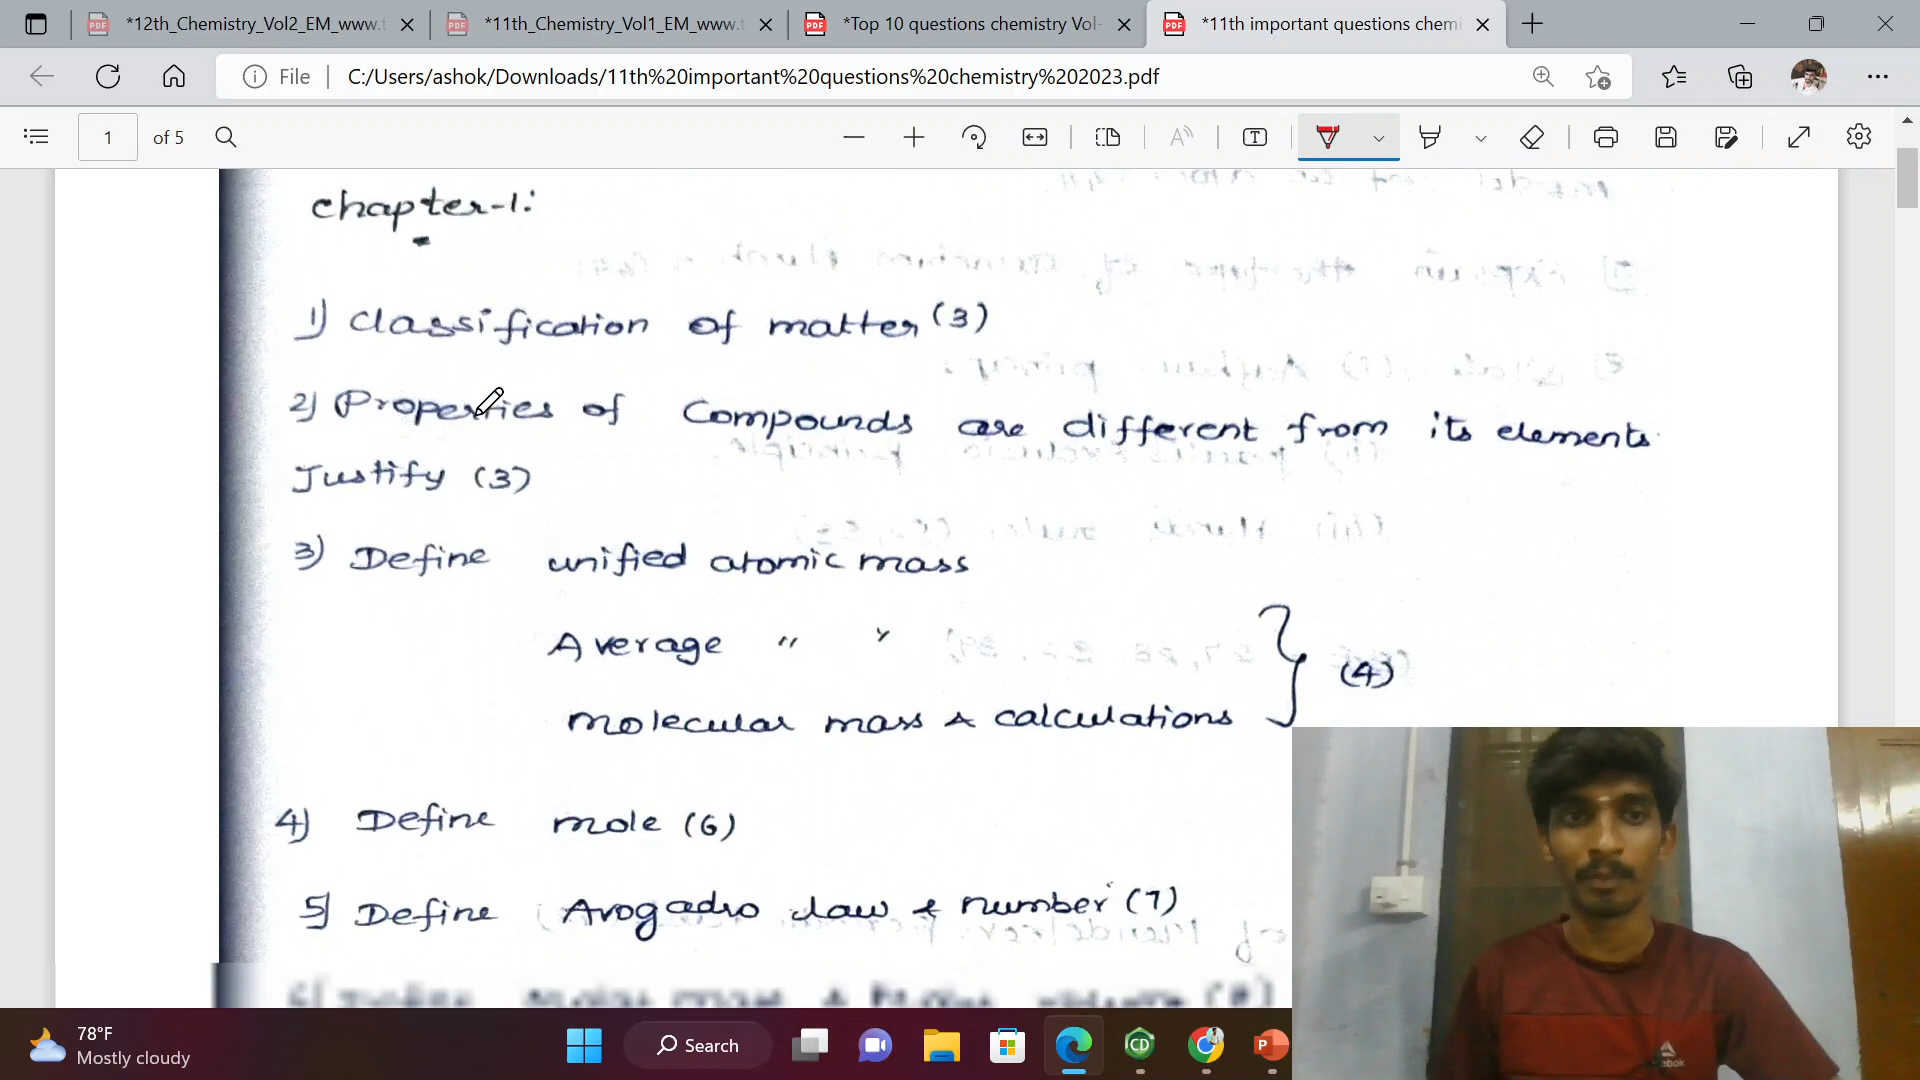 *12th_Chemistry_Vol2_EM_www.t
*11th_Chemistry_Vol1_EM_www.t
*Top 10 questions chemistry Vol-
*11th important questions chemi
File
C:/Users/ashok/Downloads/11th%20important%20questions%20chemistry%202023.pdf
1 of 5
Chapter-1:
1) Classification of matter (3)
2) Properties of Compounds are different from its elements
Justify (3)
3) Define unified atomic mass
Average " "
molecular mass & calculations } (4)
4) Define mole (6)
5) Define Avogadro law & number (7)
78°F
Mostly cloudy
Search